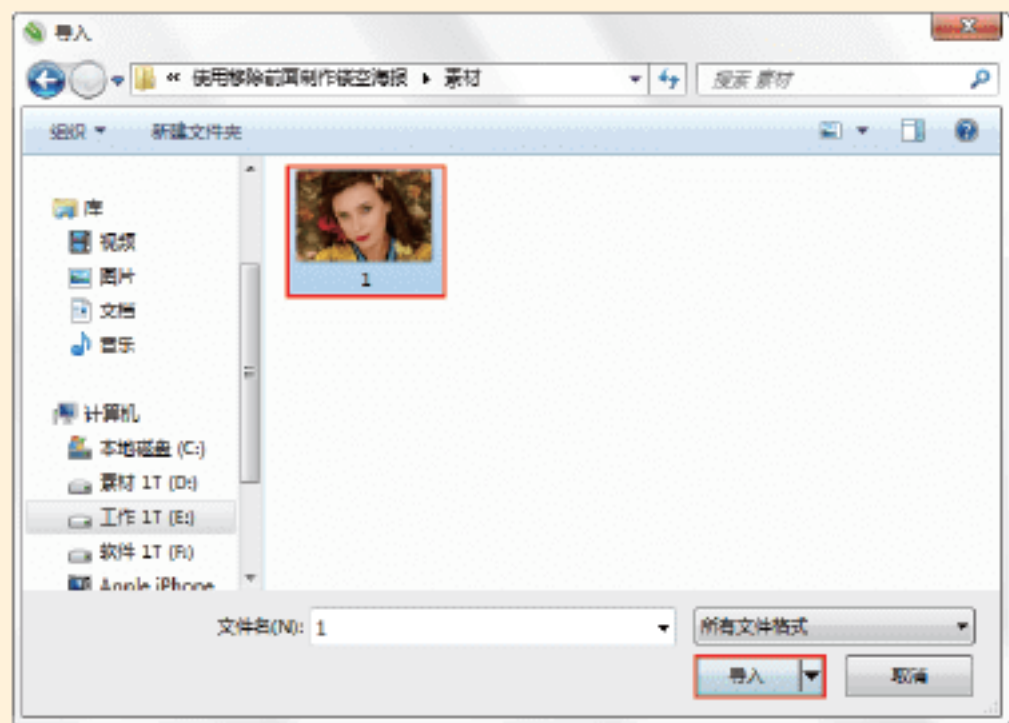 导入
« 使用移除前面制作镂空海报 ▸ 素材
搜索 素材
组织 新建文件夹
库
视频
图片
文档
音乐
计算机
本地磁盘 (C:)
素材 1T (D:)
工作 1T (E:)
软件 1T (F:)
Apple iPhone
1
文件名(N): 1
所有文件格式
导入 取消